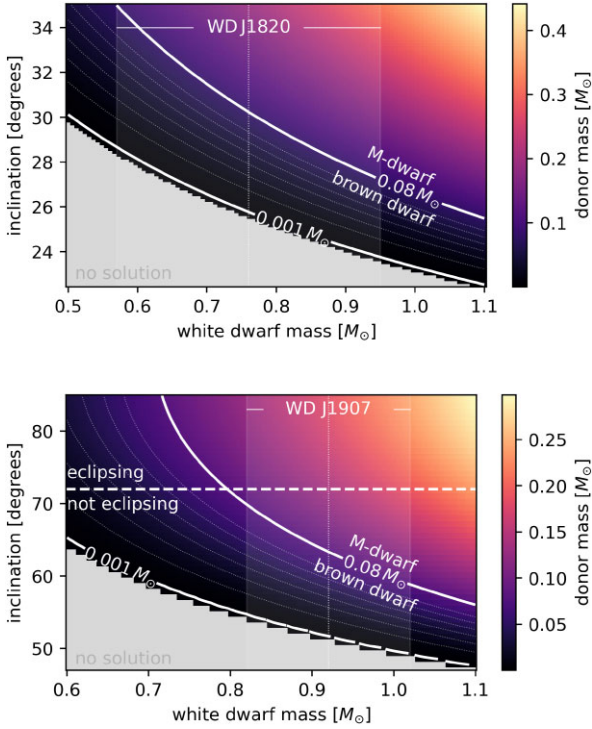 34
32
30
28
26
24
inclination [degrees]
WD J1820
M-dwarf
0.08 M⊙
brown dwarf
0.001 M⊙
no solution
0.5 0.6 0.7 0.8 0.9 1.0 1.1
white dwarf mass [M⊙]
0.4
0.3
0.2
0.1
donor mass [M⊙]
80
70
60
50
inclination [degrees]
WD J1907
eclipsing
not eclipsing
M-dwarf
0.08 M⊙
brown dwarf
0.001 M⊙
no solution
0.6 0.7 0.8 0.9 1.0 1.1
white dwarf mass [M⊙]
0.25
0.20
0.15
0.10
0.05
donor mass [M⊙]